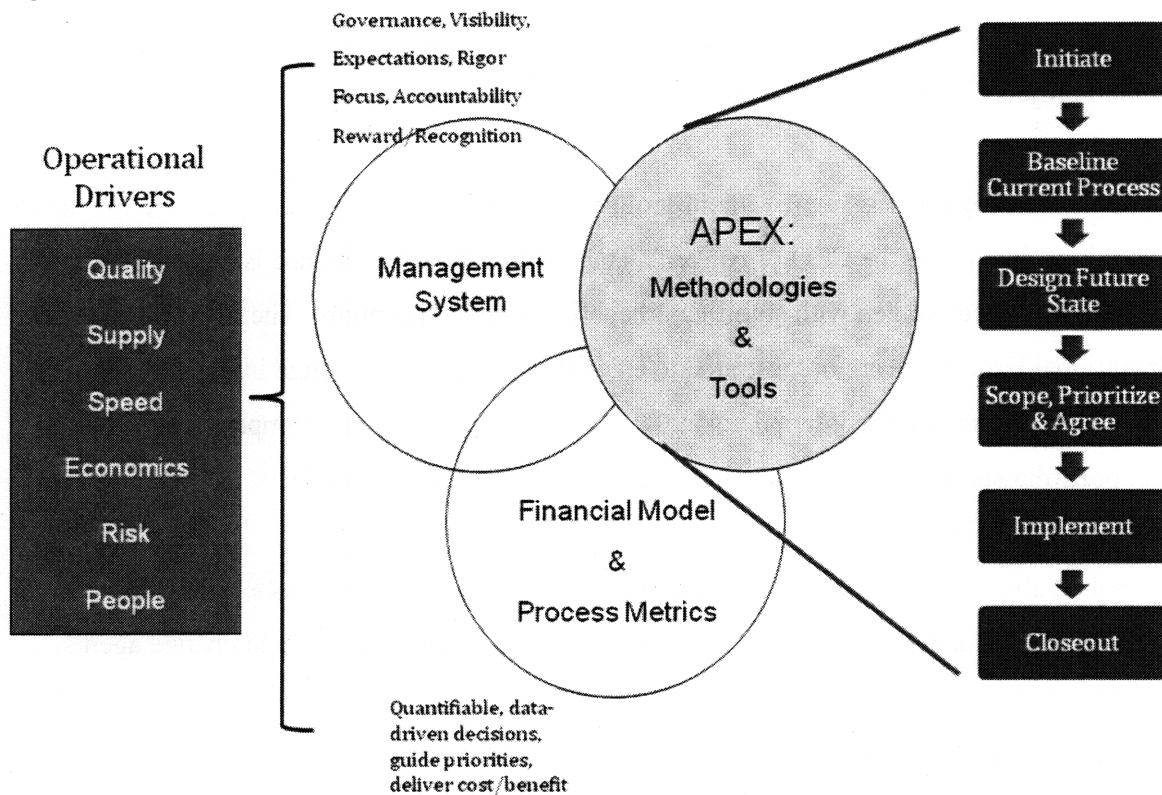 Governance, Visibility,
Expectations, Rigor
Focus, Accountability
Reward/Recognition
Operational
Drivers
Quality
Supply
Speed
Economics
Risk
People
Management
System
APEX:
Methodologies
&
Tools
Financial Model
&
Process Metrics
Quantifiable, data-
driven decisions,
guide priorities,
deliver cost/benefit
Initiate
Baseline
Current Process
Design Future
State
Scope, Prioritize
& Agree
Implement
Closeout